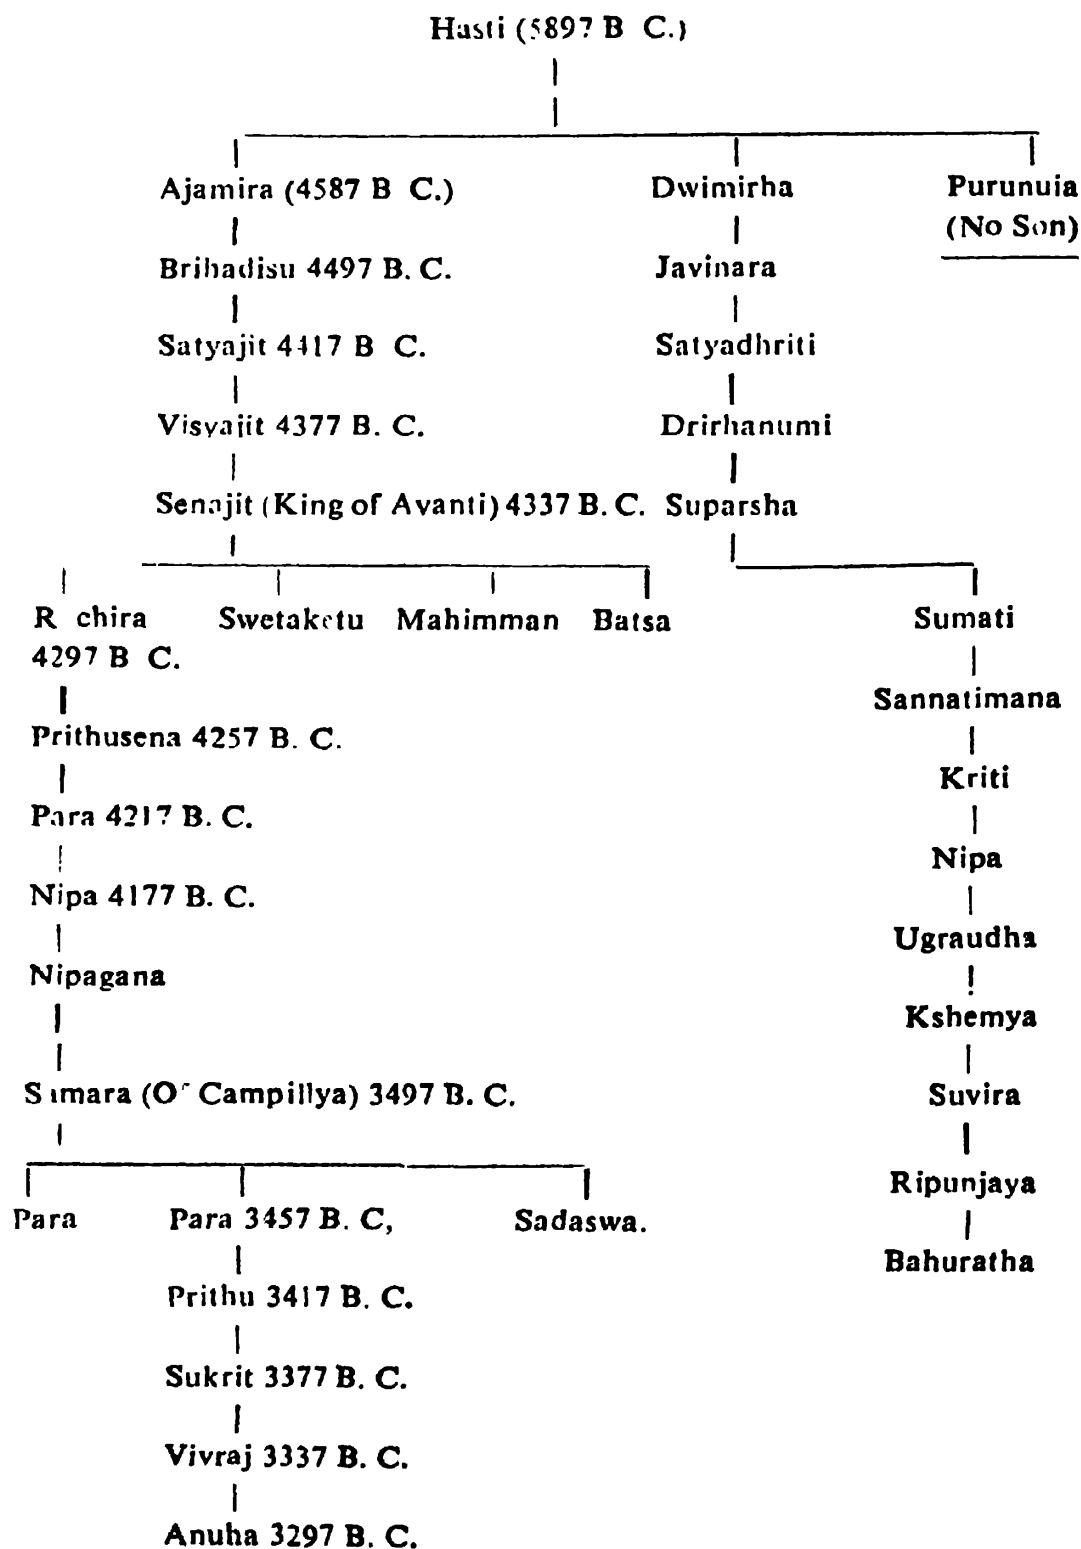 Hasti (5897 B C.)
Ajamira (4587 B C.) Dwimirha Purunuia
(No Son)
Brihadisu 4497 B. C. Javinara
Satyajit 4417 B C. Satyadhriti
Visyajit 4377 B. C. Drirhanumi
Senajit (King of Avanti) 4337 B. C. Suparsha
R chira Swetaketu Mahimman Batsa Sumati
4297 B C.
Sannatimana
Prithusena 4257 B. C.
Kriti
Para 4217 B. C.
Nipa
Nipa 4177 B. C.
Ugraudha
Nipagana
Kshemya
Samara (Of Campillya) 3497 B. C. Suvira
Ripunjaya
Para Para 3457 B. C, Sadaswa.
Bahuratha
Prithu 3417 B. C.
Sukrit 3377 B. C.
Vivraj 3337 B. C.
Anuha 3297 B. C.